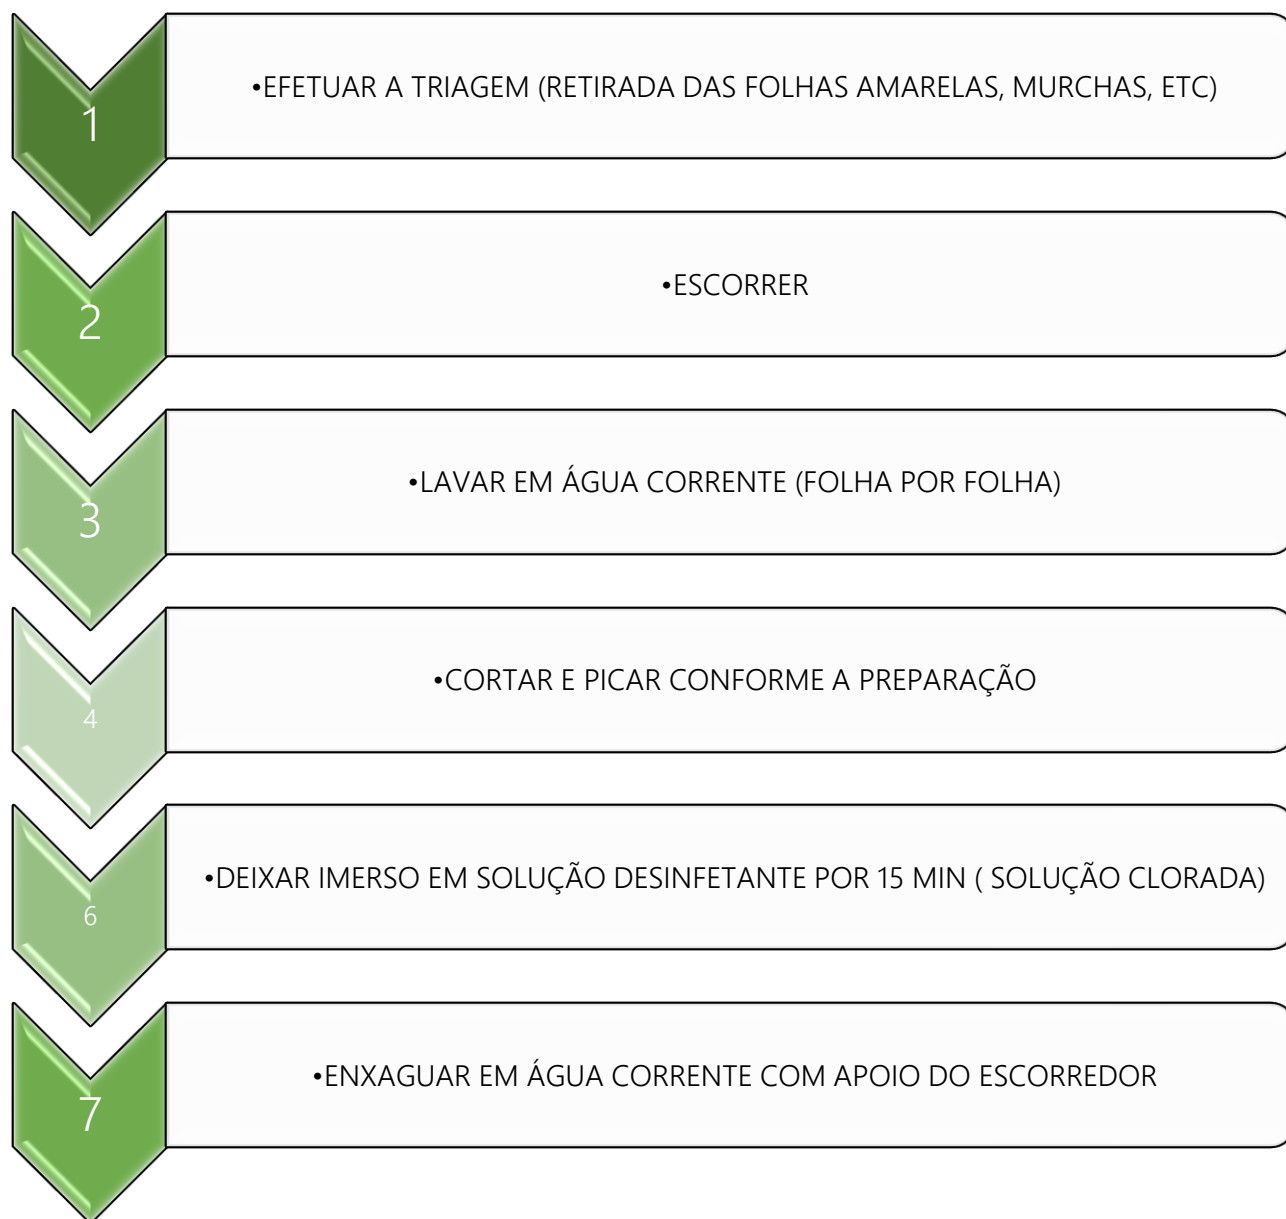 1
•EFETUAR A TRIAGEM (RETIRADA DAS FOLHAS AMARELAS, MURCHAS, ETC)
2
•ESCORRER
3
•LAVAR EM ÁGUA CORRENTE (FOLHA POR FOLHA)
4
•CORTAR E PICAR CONFORME A PREPARAÇÃO
6
•DEIXAR IMERSO EM SOLUÇÃO DESINFETANTE POR 15 MIN ( SOLUÇÃO CLORADA)
7
•ENXAGUAR EM ÁGUA CORRENTE COM APOIO DO ESCORREDOR